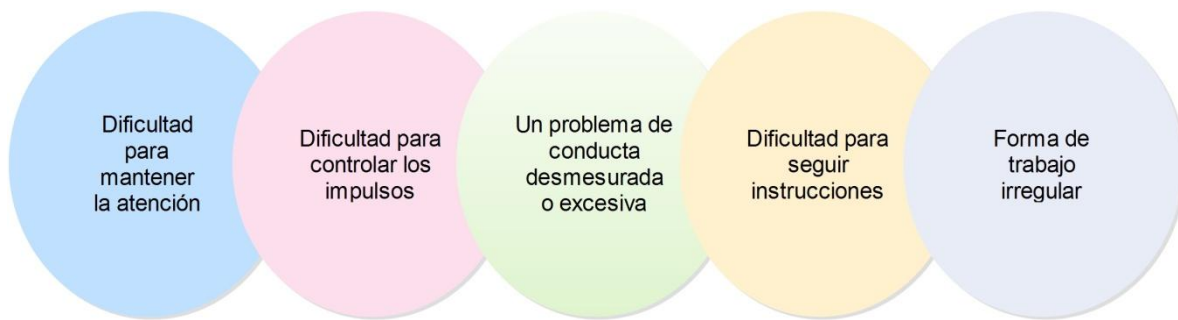 Dificultad
para
mantener
la atención
Dificultad para
controlar los
impulsos
Un problema de
conducta
desmesurada
o excesiva
Dificultad para
seguir
instrucciones
Forma de
trabajo
irregular